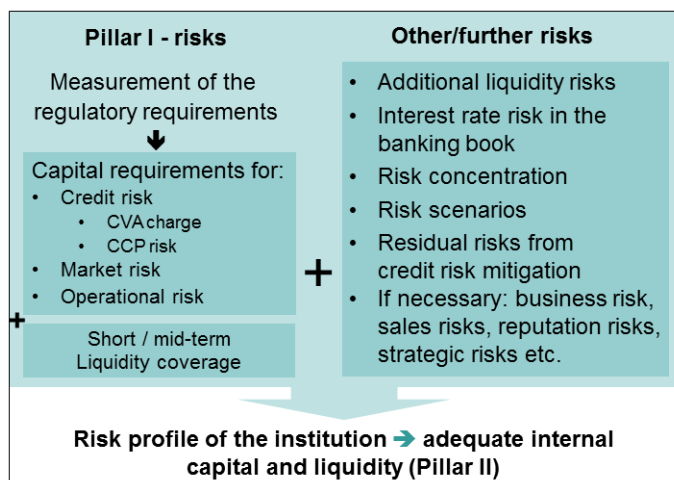 Pillar I - risks
Measurement of the
regulatory requirements
Capital requirements for:
• Credit risk
• CVA charge
• CCP risk
• Market risk
• Operational risk
+
Short / mid-term
Liquidity coverage
+
Other/further risks
• Additional liquidity risks
• Interest rate risk in the
banking book
• Risk concentration
• Risk scenarios
• Residual risks from
credit risk mitigation
• If necessary: business risk,
sales risks, reputation risks,
strategic risks etc.
Risk profile of the institution ➔ adequate internal
capital and liquidity (Pillar II)